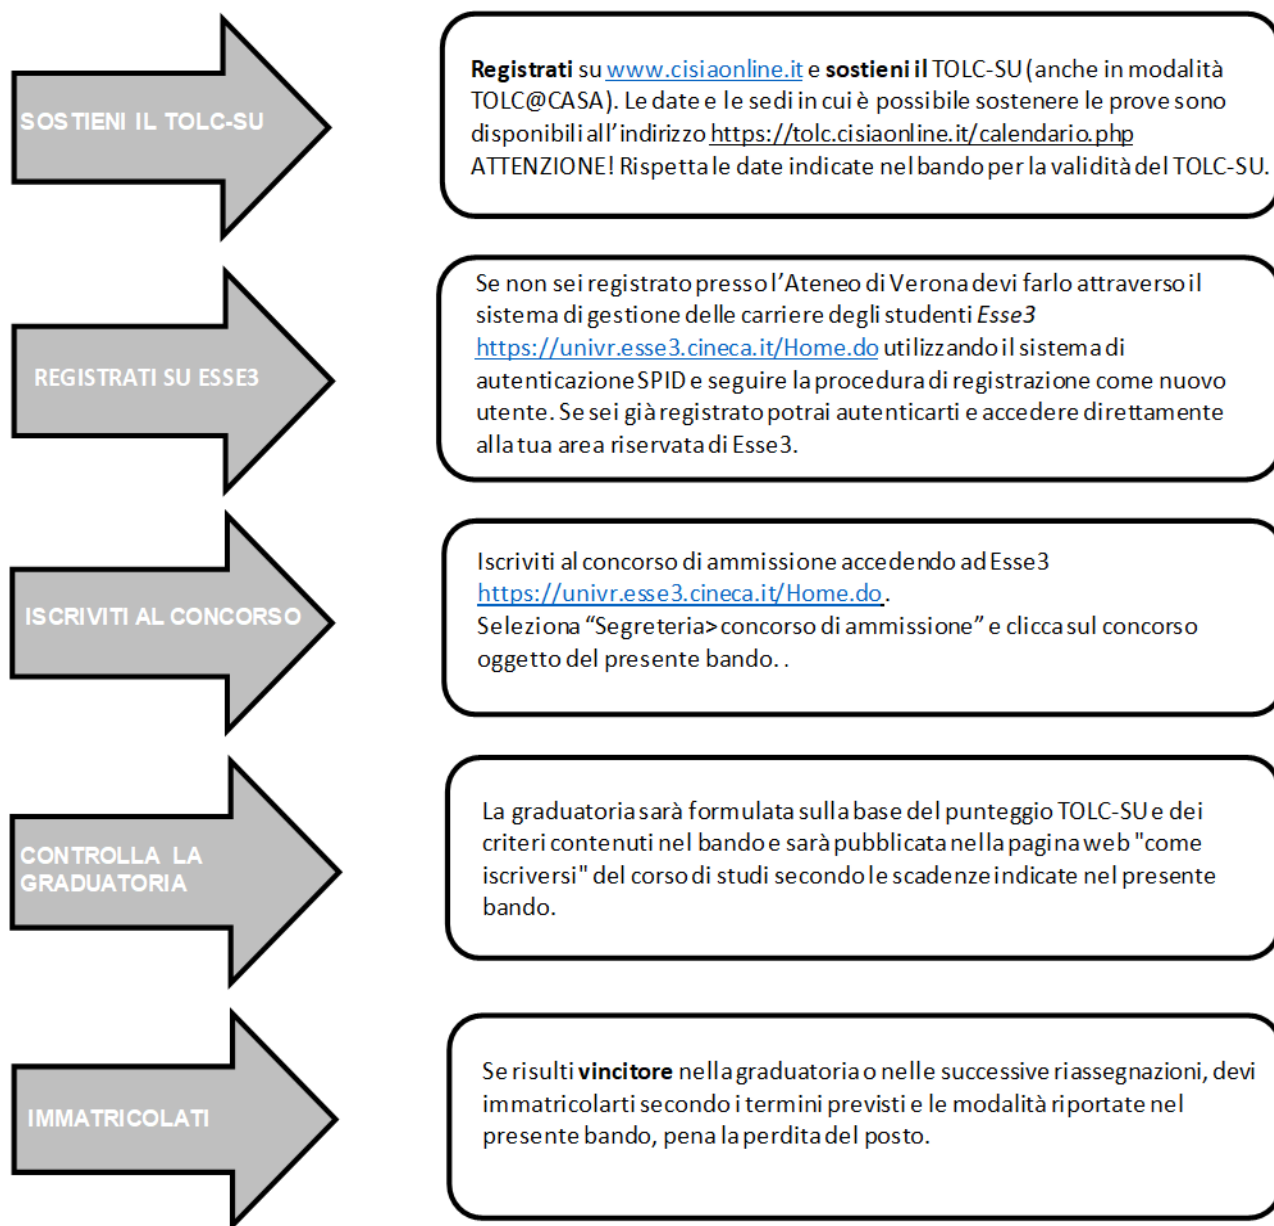 SOSTIENI IL TOLC-SU
Registrati su www.cisiaonline.it e sostieni il TOLC-SU (anche in modalità
TOLC@CASA). Le date e le sedi in cui è possibile sostenere le prove sono
disponibili all'indirizzo https://tolc.cisiaonline.it/calendario.php
ATTENZIONE! Rispetta le date indicate nel bando per la validità del TOLC-SU.
REGISTRATI SU ESSE3
Se non sei registrato presso l'Ateneo di Verona devi farlo attraverso il
sistema di gestione delle carriere degli studenti Esse3
https://univr.esse3.cineca.it/Home.do utilizzando il sistema di
autenticazione SPID e seguire la procedura di registrazione come nuovo
utente. Se sei già registrato potrai autenticarti e accedere direttamente
alla tua area riservata di Esse3.
ISCRIVITI AL CONCORSO
Iscriviti al concorso di ammissione accedendo ad Esse3
https://univr.esse3.cineca.it/Home.do.
Seleziona “Segreteria>concorso di ammissione” e clicca sul concorso
oggetto del presente bando. .
CONTROLLA LA
GRADUATORIA
La graduatoria sarà formulata sulla base del punteggio TOLC-SU e dei
criteri contenuti nel bando e sarà pubblicata nella pagina web "come
iscriversi" del corso di studi secondo le scadenze indicate nel presente
bando.
IMMATRICOLATI
Se risulti vincitore nella graduatoria o nelle successive riassegnazioni, devi
immatricolarti secondo i termini previsti e le modalità riportate nel
presente bando, pena la perdita del posto.